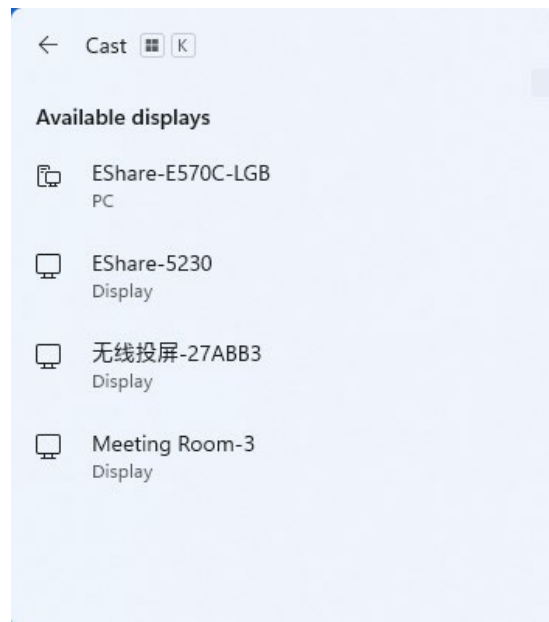 Cast K
Available displays
EShare-E570C-LGB
PC
EShare-5230
Display
无线投屏-27ABB3
Display
Meeting Room-3
Display